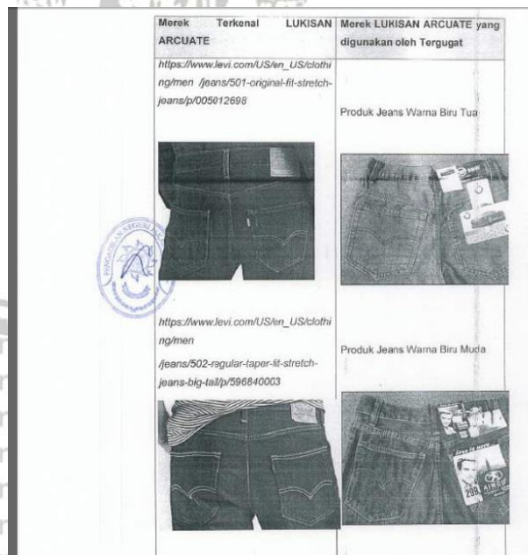 Merek Terkenal LUKISAN
ARCUATE
Merek LUKISAN ARCUATE yang
digunakan oleh Tergugat
https://www.levi.com/US/en_US/clothi
ng/men /jeans/501-original-fit-stretch-
jeans/p/005012698
Produk Jeans Warna Biru Tua
https://www.levi.com/US/en_US/clothi
ng/men
/jeans/502-regular-taper-fit-stretch-
jeans-big-tall/p/596840003
Produk Jeans Warna Biru Muda